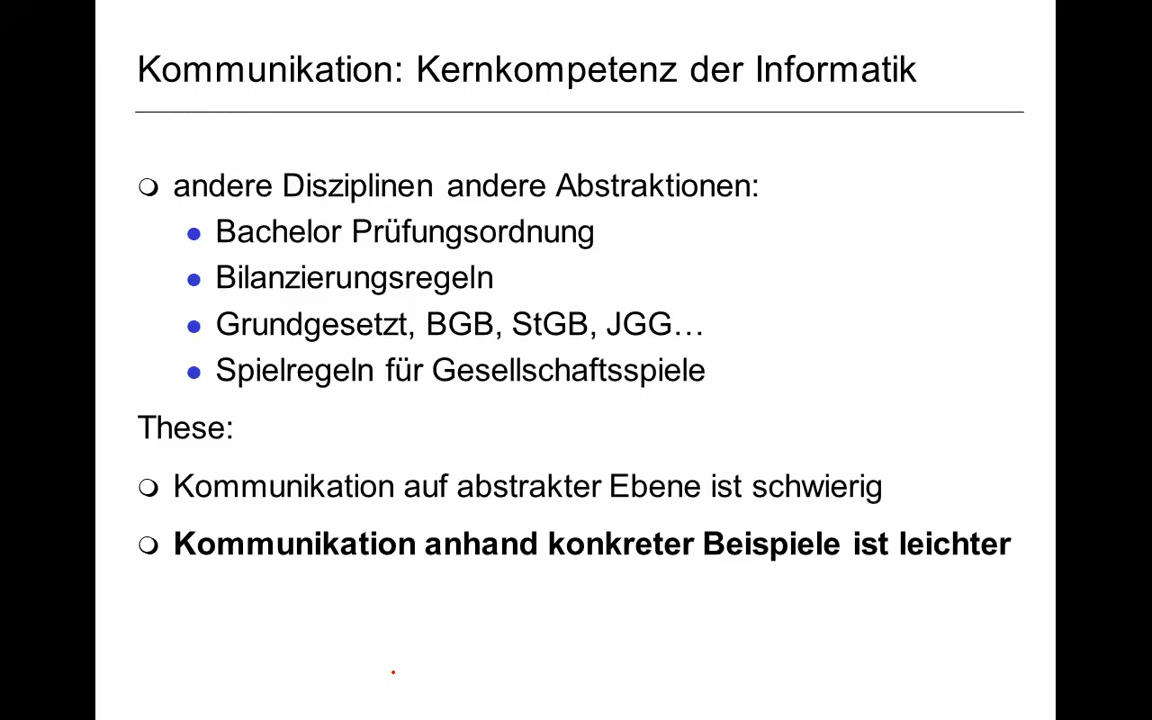 Kommunikation: Kernkompetenz der Informatik
andere Disziplinen andere Abstraktionen:
Bachelor Prüfungsordnung
Bilanzierungsregeln
Grundgesetzt, BGB, StGB, JGG…
Spielregeln für Gesellschaftsspiele
These:
Kommunikation auf abstrakter Ebene ist schwierig
Kommunikation anhand konkreter Beispiele ist leichter